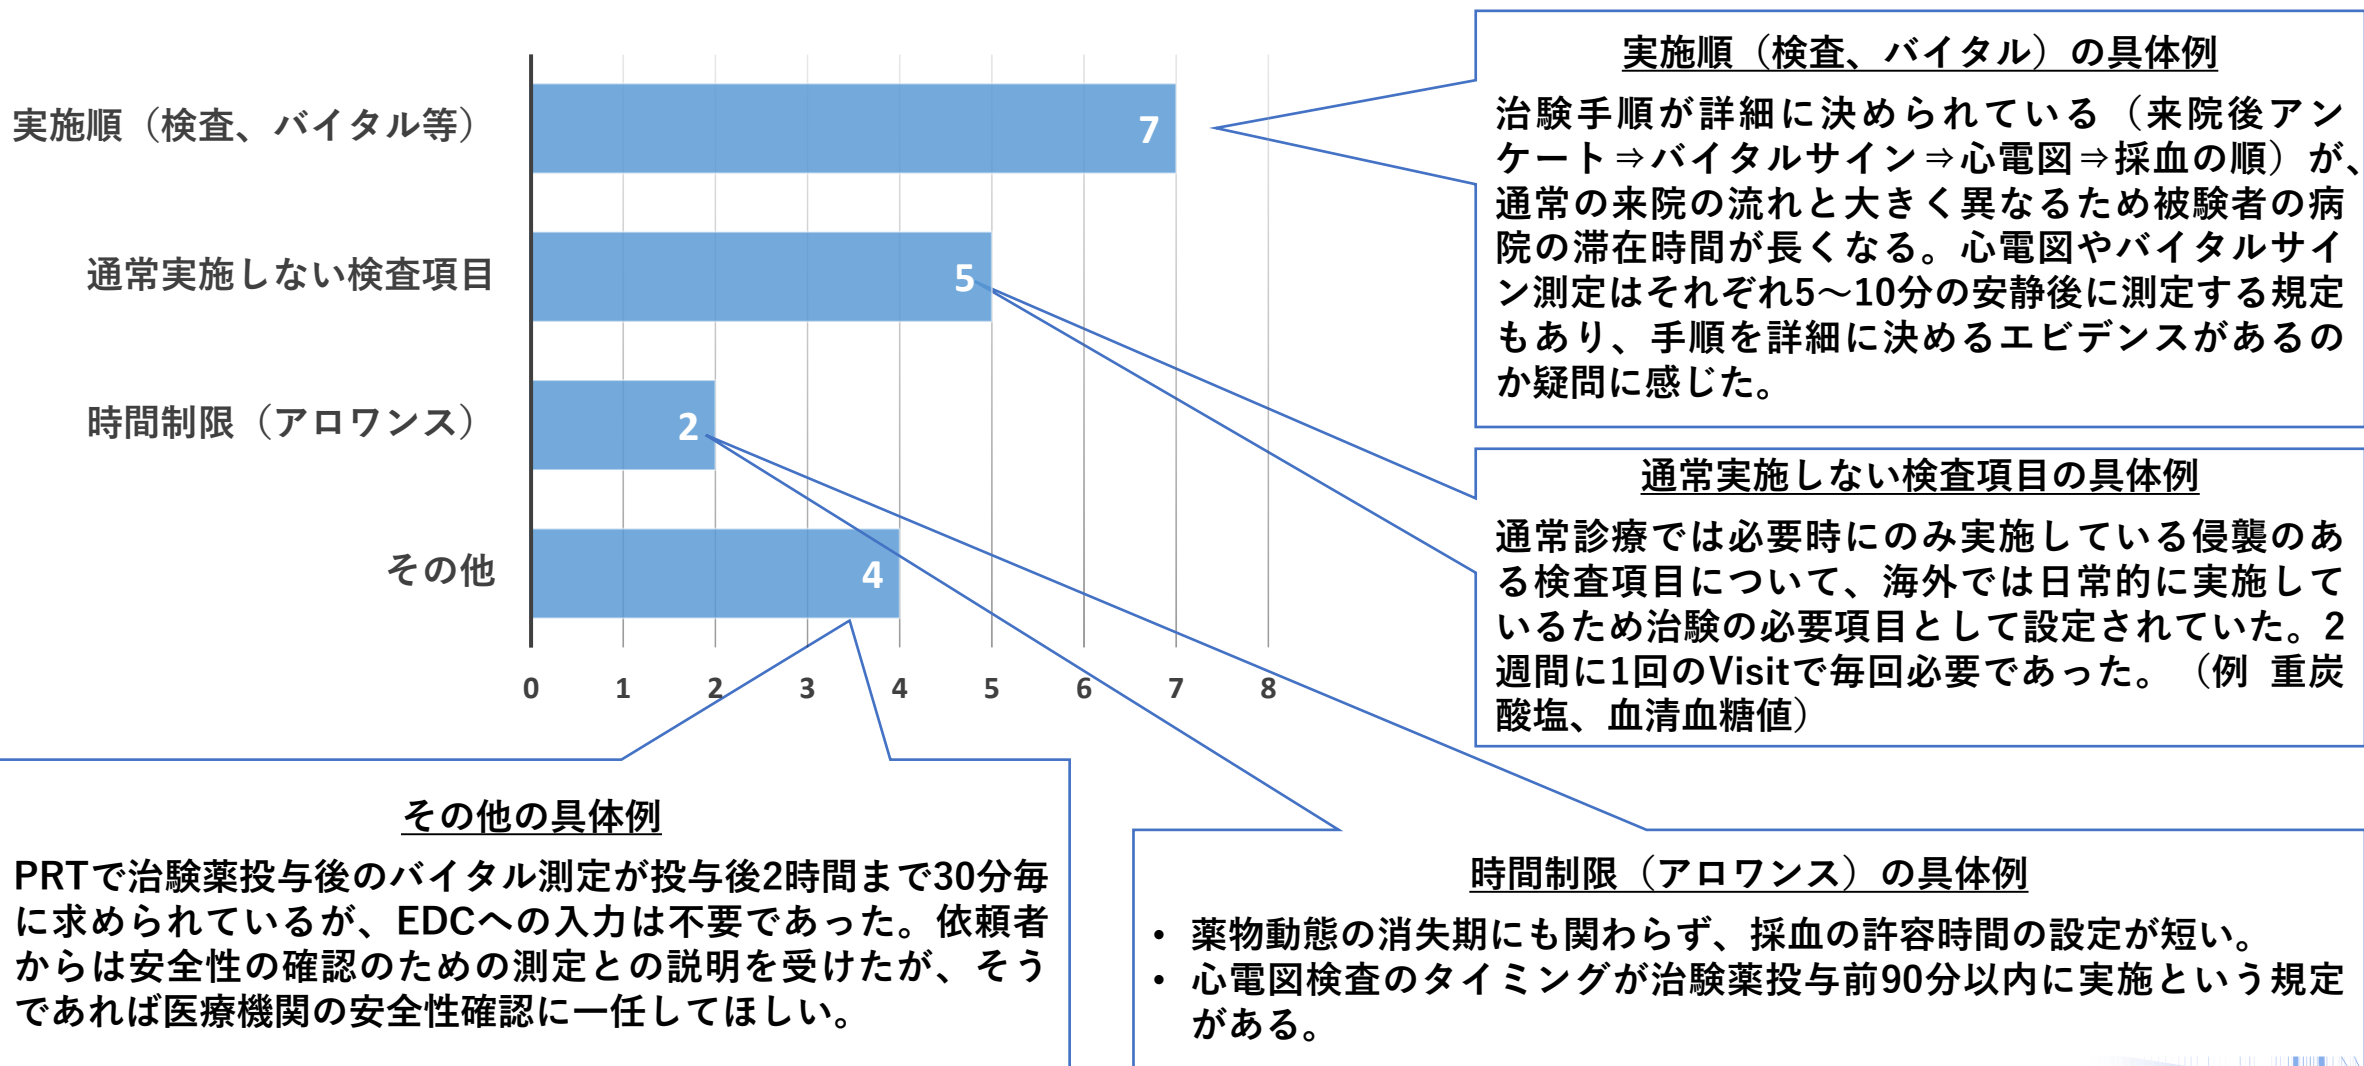 実施順（検査、バイタル等）
7
通常実施しない検査項目
5
時間制限（アロワンス）
2
その他
4
0 1 2 3 4 5 6 7 8
実施順（検査、バイタル）の具体例
治験手順が詳細に決められている（来院後アン
ケート⇒バイタルサイン⇒心電図⇒採血の順）が、
通常の来院の流れと大きく異なるため被験者の病
院の滞在時間が長くなる。心電図やバイタルサイ
ン測定はそれぞれ5～10分の安静後に測定する規定
もあり、手順を詳細に決めるエビデンスがあるの
か疑問に感じた。
通常実施しない検査項目の具体例
通常診療では必要時にのみ実施している侵襲のあ
る検査項目について、海外では日常的に実施して
いるため治験の必要項目として設定されていた。2
週間に1回のVisitで毎回必要であった。（例 重炭
酸塩、血清血糖値）
その他の具体例
PRTで治験薬投与後のバイタル測定が投与後2時間まで30分毎
に求められているが、EDCへの入力は不要であった。依頼者
からは安全性の確認のための測定との説明を受けたが、そう
であれば医療機関の安全性確認に一任してほしい。
時間制限（アロワンス）の具体例
• 薬物動態の消失期にも関わらず、採血の許容時間の設定が短い。
• 心電図検査のタイミングが治験薬投与前90分以内に実施という規定
がある。